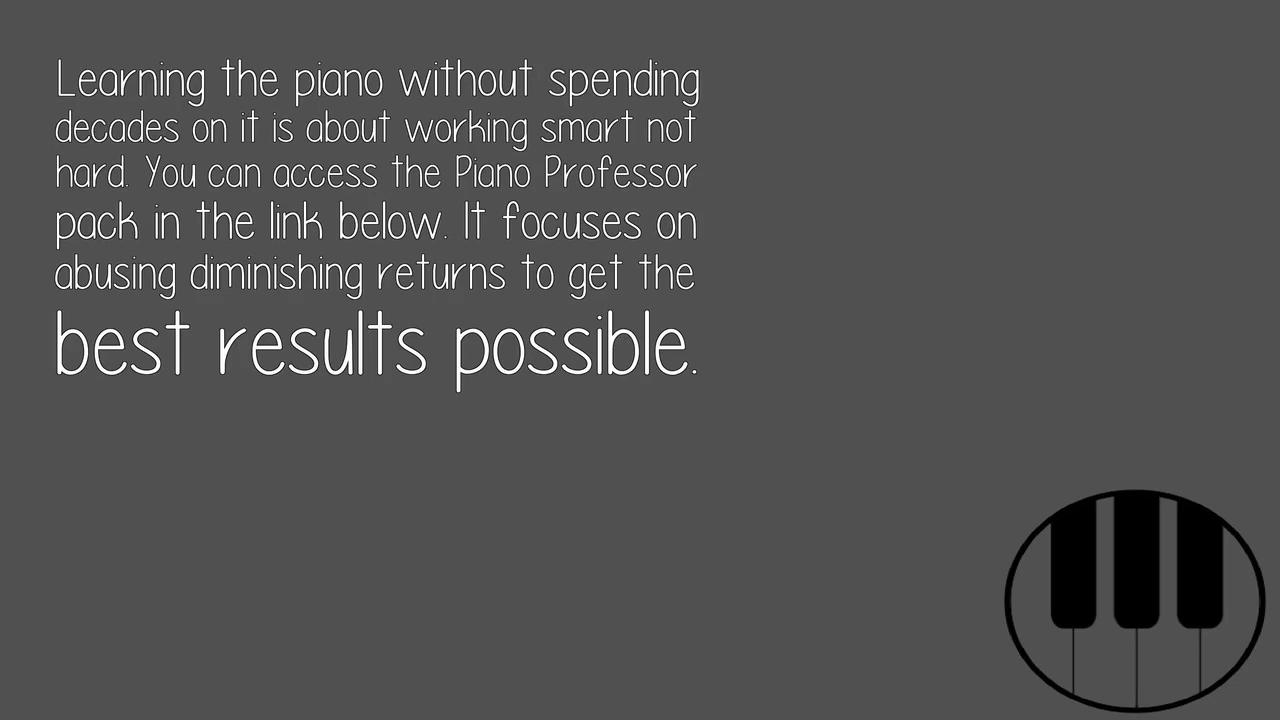 Learning the piano without spending
decades on it is about working smart not
hard. You can access the Piano Professor
pack in the link below. It focuses on
abusing diminishing returns to get the
best results possible.